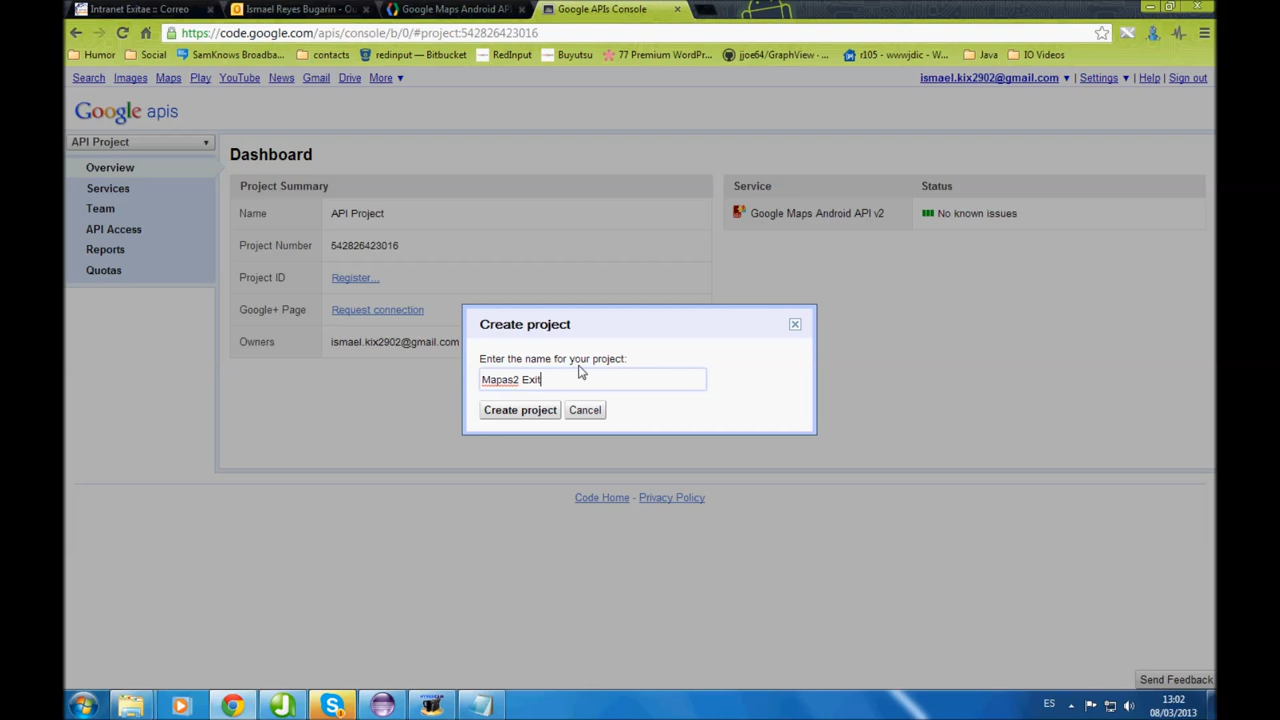 Intranet Exitae :: Correo
Ismael Reyes Bugarin - Ou
Google Maps Android API
Google APIs Console
https://code.google.com/apis/console/b/0/#project:542826423016
Humor
Social
SamKnows Broadba...
contacts
redinput — Bitbucket
RedInput
Buyutsu
77 Premium WordPr...
jjoe64/GraphView · ...
r105 - wwwjdic - W...
Java
IO Videos
Search Images Maps Play YouTube News Gmail Drive More ▼
ismael.kix2902@gmail.com ▼ | Settings ▼ | Help | Sign out
Google apis
API Project
Overview
Services
Team
API Access
Reports
Quotas
Dashboard
Project Summary
Name API Project
Project Number 542826423016
Project ID Register...
Google+ Page Request connection
Owners ismael.kix2902@gmail.com
Service Status
Google Maps Android API v2 No known issues
Create project
Enter the name for your project:
Mapas2 Exit
Create project Cancel
Code Home - Privacy Policy
Send Feedback
ES
13:02
08/03/2013